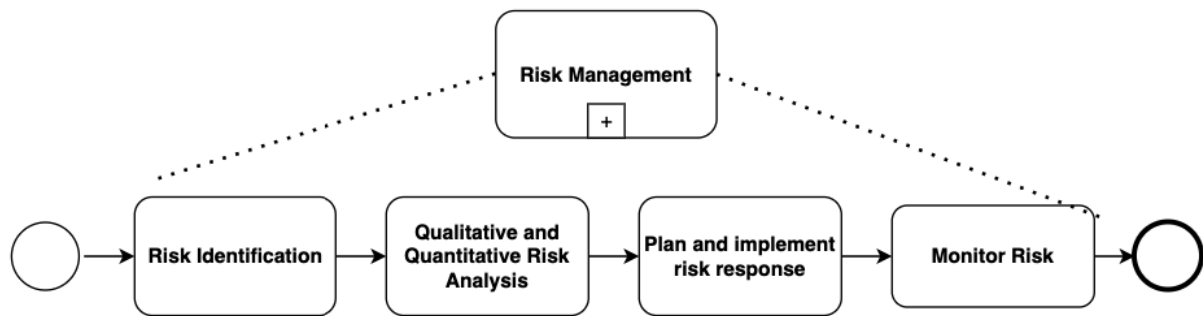 Risk Management
+
Risk Identification
Qualitative and
Quantitative Risk
Analysis
Plan and implement
risk response
Monitor Risk